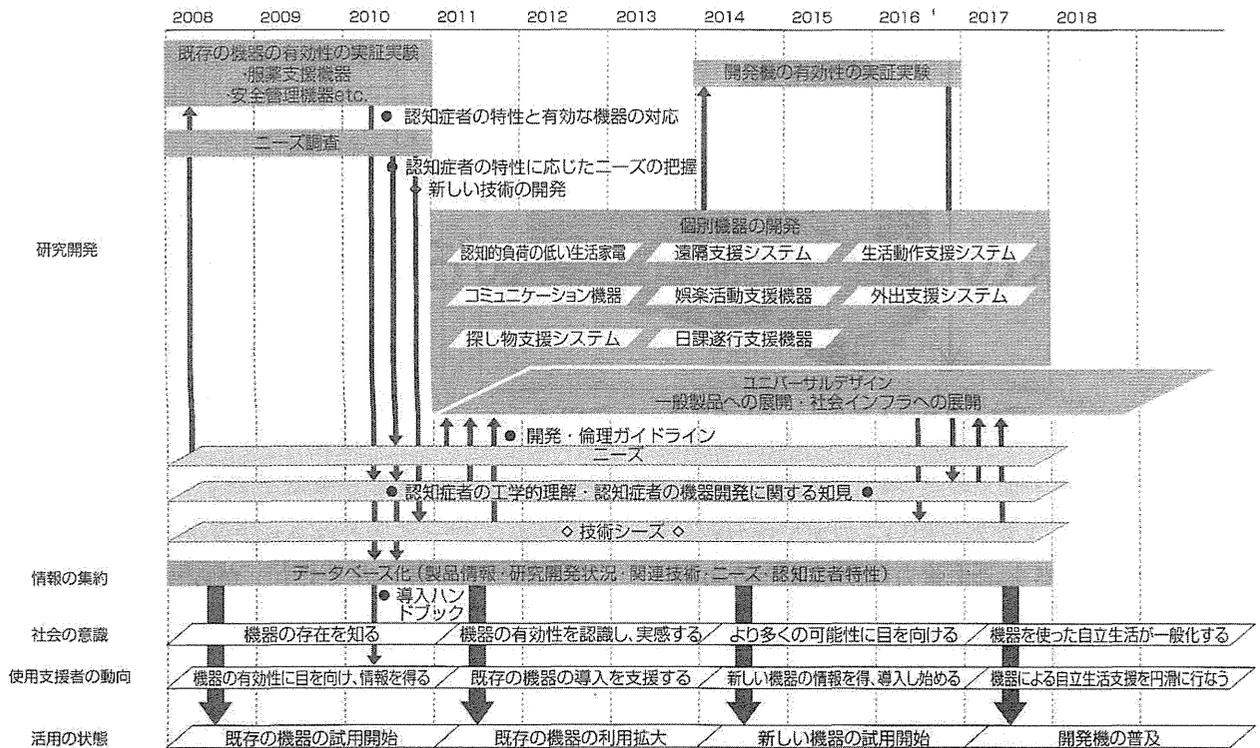 2008 2009 2010 2011 2012 2013 2014 2015 2016 2017 2018
既存の機器の有効性の実証実験
・服薬支援機器
・安全管理機器etc.
開発機の有効性の実証実験
● 認知症者の特性と有効な機器の対応
ニーズ調査
● 認知症者の特性に応じたニーズの把握
◇ 新しい技術の開発
研究開発
個別機器の開発
認知的負荷の低い生活家電 遠隔支援システム 生活動作支援システム
コミュニケーション機器 娯楽活動支援機器 外出支援システム
探し物支援システム 日課遂行支援機器
ユニバーサルデザイン
一般製品への展開・社会インフラへの展開
● 開発・倫理ガイドライン
ニーズ
● 認知症者の工学的理解・認知症者の機器開発に関する知見 ●
◇ 技術シーズ ◇
情報の集約
データベース化(製品情報・研究開発状況・関連技術・ニーズ・認知症者特性)
● 導入ハン
ドブック
社会の意識 機器の存在を知る 機器の有効性を認識し、実感する より多くの可能性に目を向ける 機器を使った自立生活が一般化する
使用支援者の動向 機器の有効性に目を向け、情報を得る 既存の機器の導入を支援する 新しい機器の情報を得、導入し始める 機器による自立生活支援を円滑に行なう
活用の状態 既存の機器の試用開始 既存の機器の利用拡大 新しい機器の試用開始 開発機の普及